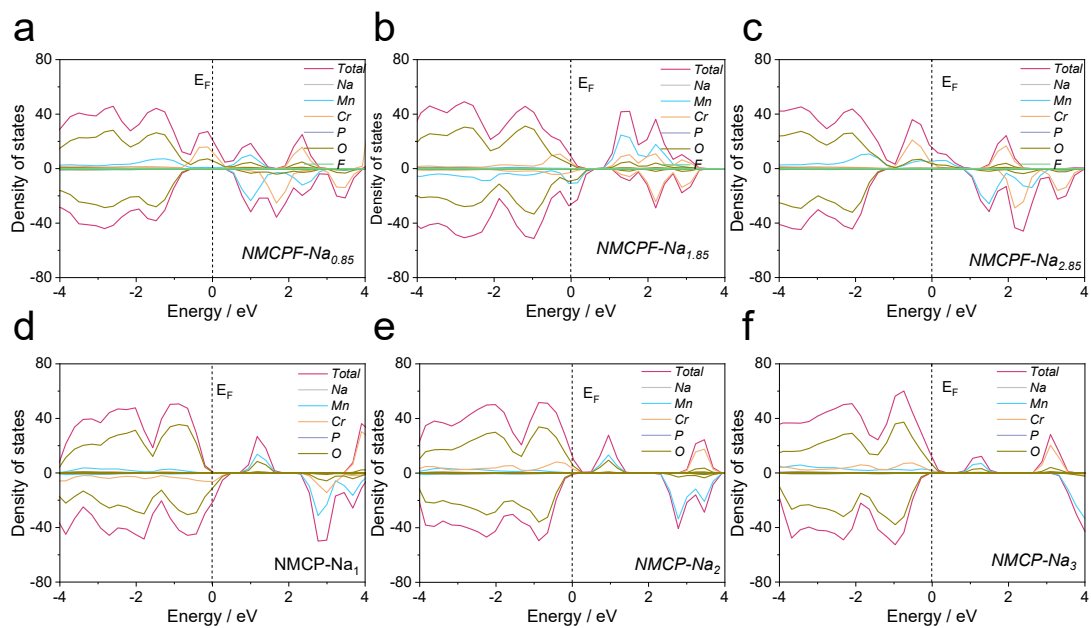 a
80
40
0
-40
-80
Density of states
E_F
Total
Na
Mn
Cr
P
O
F
NMCPF-Na0.85
-4 -2 0 2 4
Energy / eV
b
80
40
0
-40
-80
Density of states
E_F
Total
Na
Mn
Cr
P
O
F
NMCPF-Na1.85
-4 -2 0 2 4
Energy / eV
c
80
40
0
-40
-80
Density of states
E_F
Total
Na
Mn
Cr
P
O
F
NMCPF-Na2.85
-4 -2 0 2 4
Energy / eV
d
80
40
0
-40
-80
Density of states
E_F
Total
Na
Mn
Cr
P
O
NMCP-Na1
-4 -2 0 2 4
Energy / eV
e
80
40
0
-40
-80
Density of states
E_F
Total
Na
Mn
Cr
P
O
NMCP-Na2
-4 -2 0 2 4
Energy / eV
f
80
40
0
-40
-80
Density of states
E_F
Total
Na
Mn
Cr
P
O
NMCP-Na3
-4 -2 0 2 4
Energy / eV